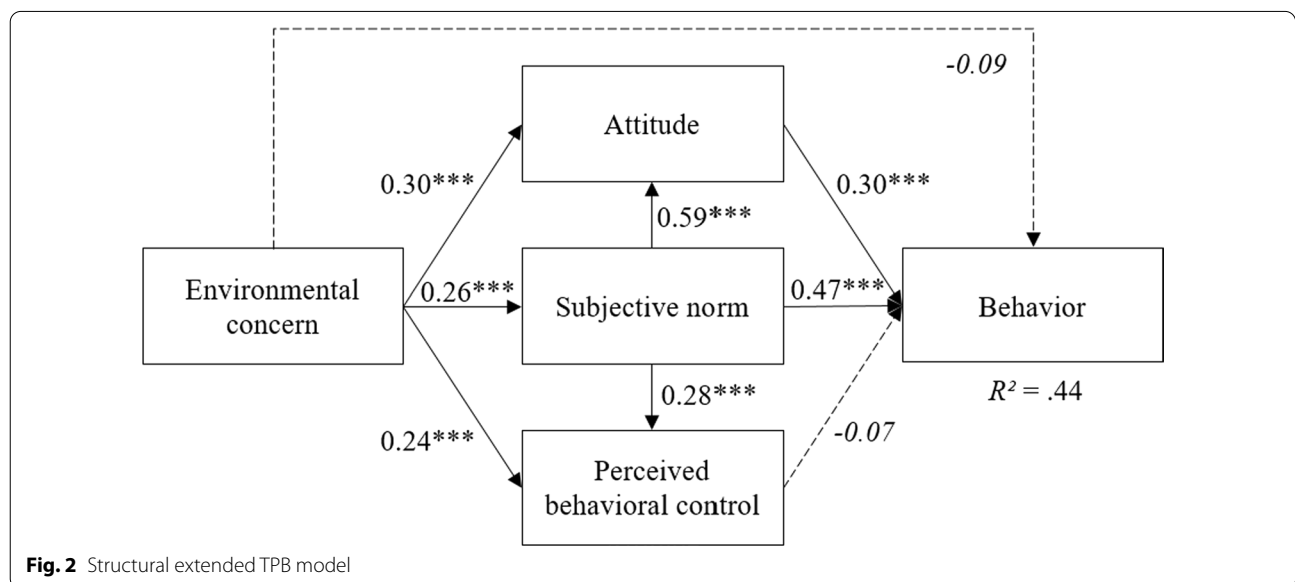 -0.09
Attitude
0.30***
0.30***
0.59***
Environmental
concern
0.26***
Subjective norm
0.47***
Behavior
R² = .44
0.28***
0.24***
-0.07
Perceived
behavioral control
Fig. 2 Structural extended TPB model